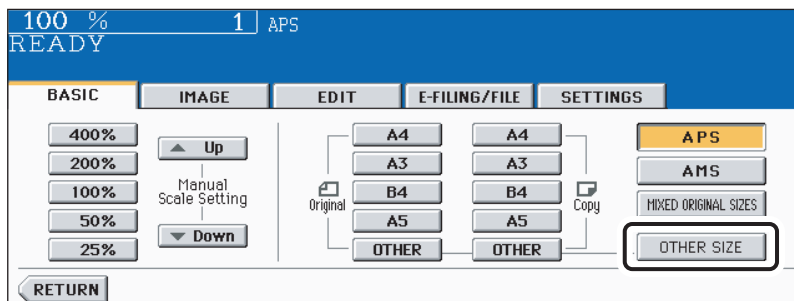 100 % 1 APS
READY
BASIC IMAGE EDIT E-FILING/FILE SETTINGS
400% 200% 100% 50% 25%
Up
Manual
Scale Setting
Down
Original
A4 A3 B4 A5 OTHER
A4 A3 B4 A5 OTHER
Copy
APS
AMS
MIXED ORIGINAL SIZES
OTHER SIZE
RETURN